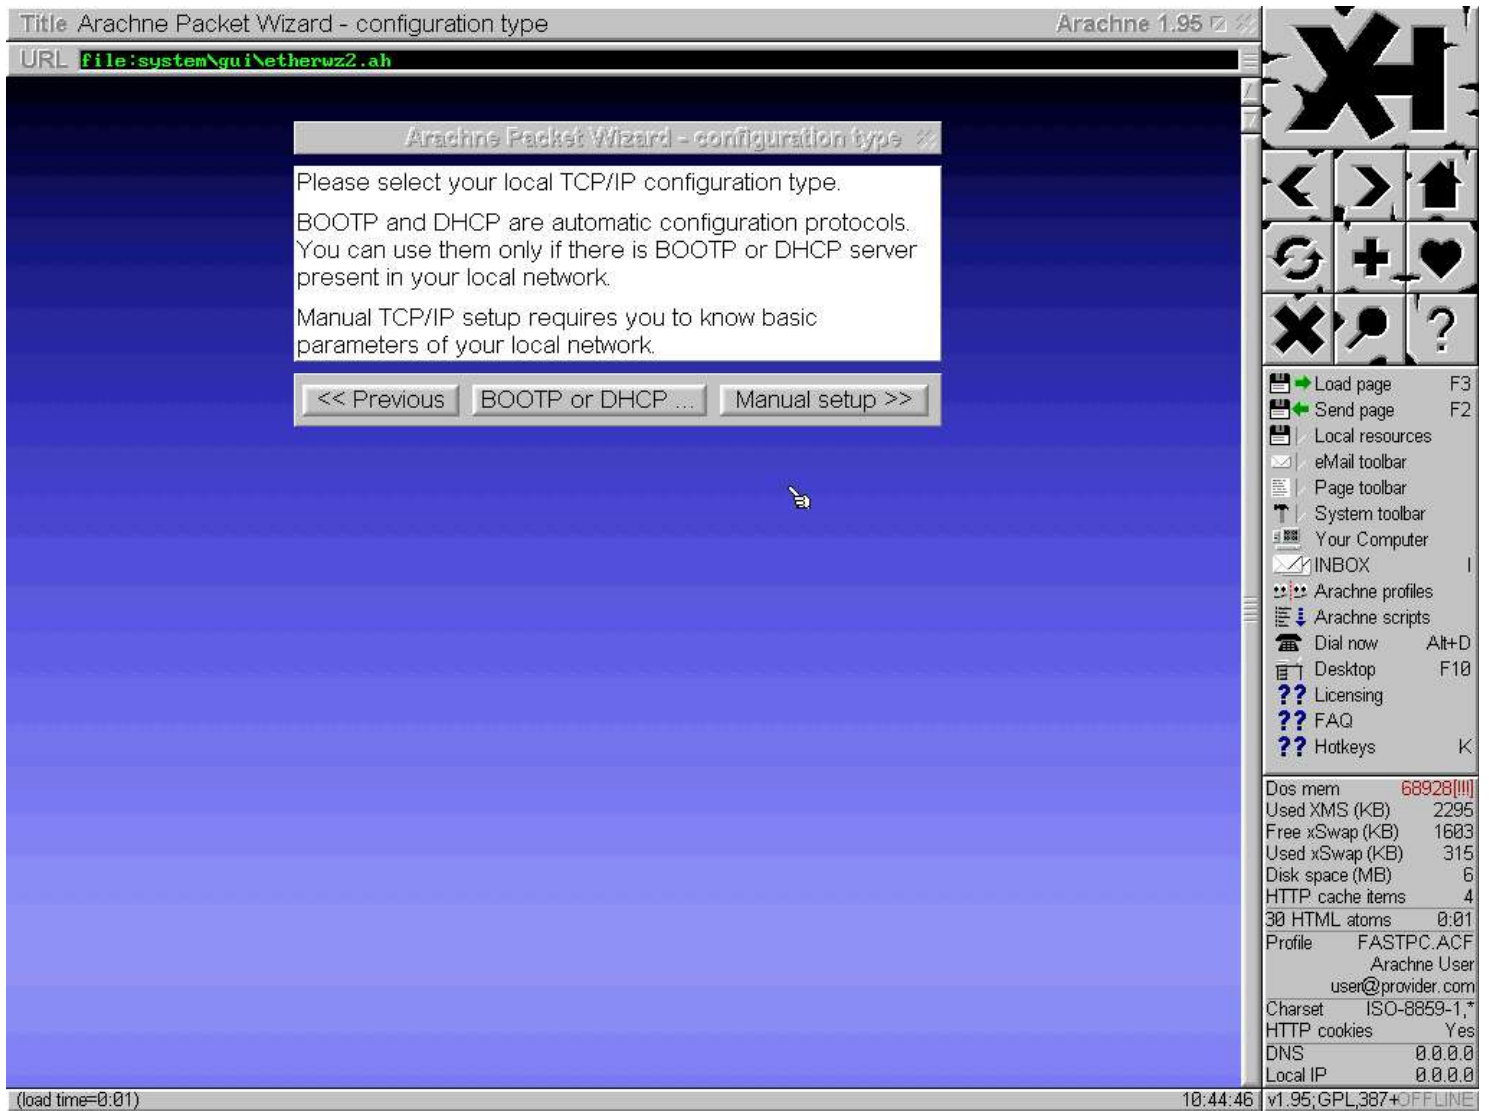 Title Arachne Packet Wizard - configuration type Arachne 1.95
URL file:system\gui\etherwz2.ah
Arachne Packet Wizard - configuration type
Please select your local TCP/IP configuration type.
BOOTP and DHCP are automatic configuration protocols.
You can use them only if there is BOOTP or DHCP server
present in your local network.
Manual TCP/IP setup requires you to know basic
parameters of your local network.
<< Previous BOOTP or DHCP ... Manual setup >>
Load page F3
Send page F2
Local resources
eMail toolbar
Page toolbar
System toolbar
Your Computer
INBOX I
Arachne profiles
Arachne scripts
Dial now Alt+D
Desktop F10
?? Licensing
?? FAQ
?? Hotkeys K
Dos mem 68928[!!!]
Used XMS (KB) 2295
Free xSwap (KB) 1603
Used xSwap (KB) 315
Disk space (MB) 6
HTTP cache items 4
30 HTML atoms 0:01
Profile FASTPC.ACF
Arachne User
user@provider.com
Charset ISO-8859-1,*
HTTP cookies Yes
DNS 0.0.0.0
Local IP 0.0.0.0
(load time=0:01) 10:44:46 v1.95;GPL,387+OFFLINE